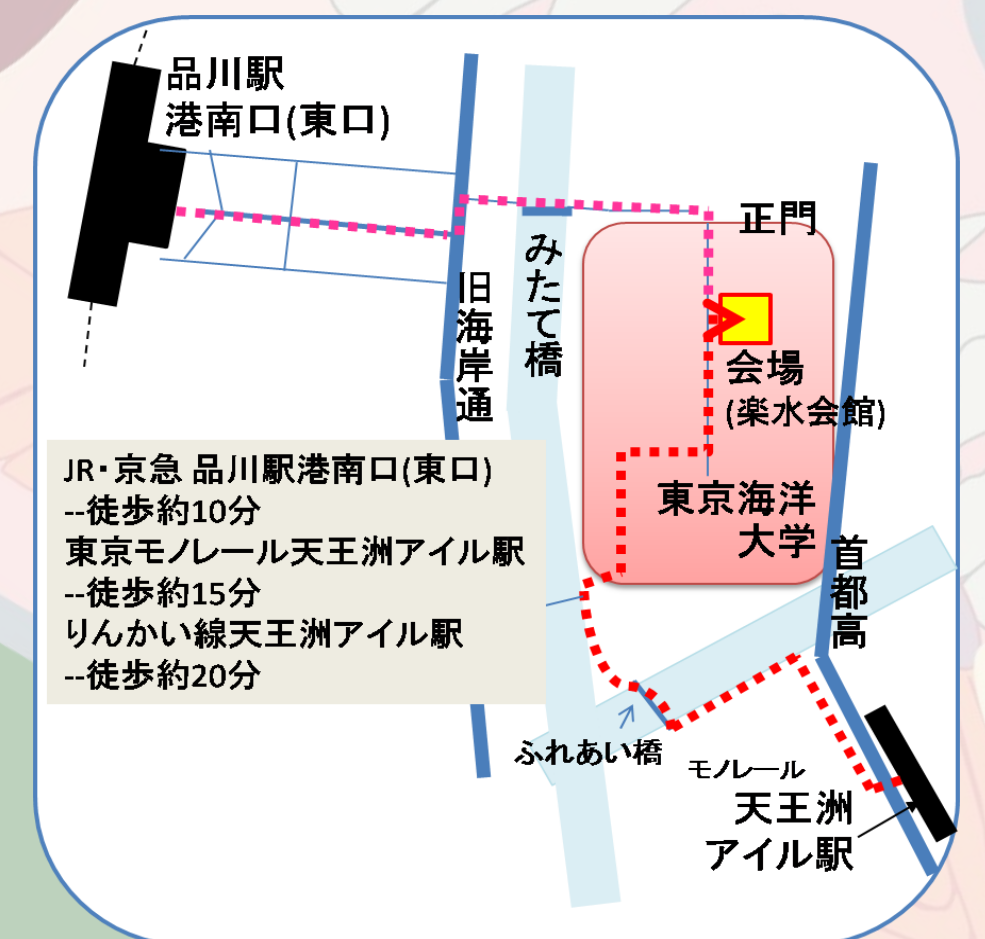 品川駅
港南口(東口)
正門
みたて橋
旧海岸通
会場
(楽水会館)
JR・京急 品川駅港南口(東口)
--徒歩約10分
東京モノレール天王洲アイル駅
--徒歩約15分
りんかい線天王洲アイル駅
--徒歩約20分
東京海洋
大学
首都高
ふれあい橋
モノレール
天王洲
アイル駅